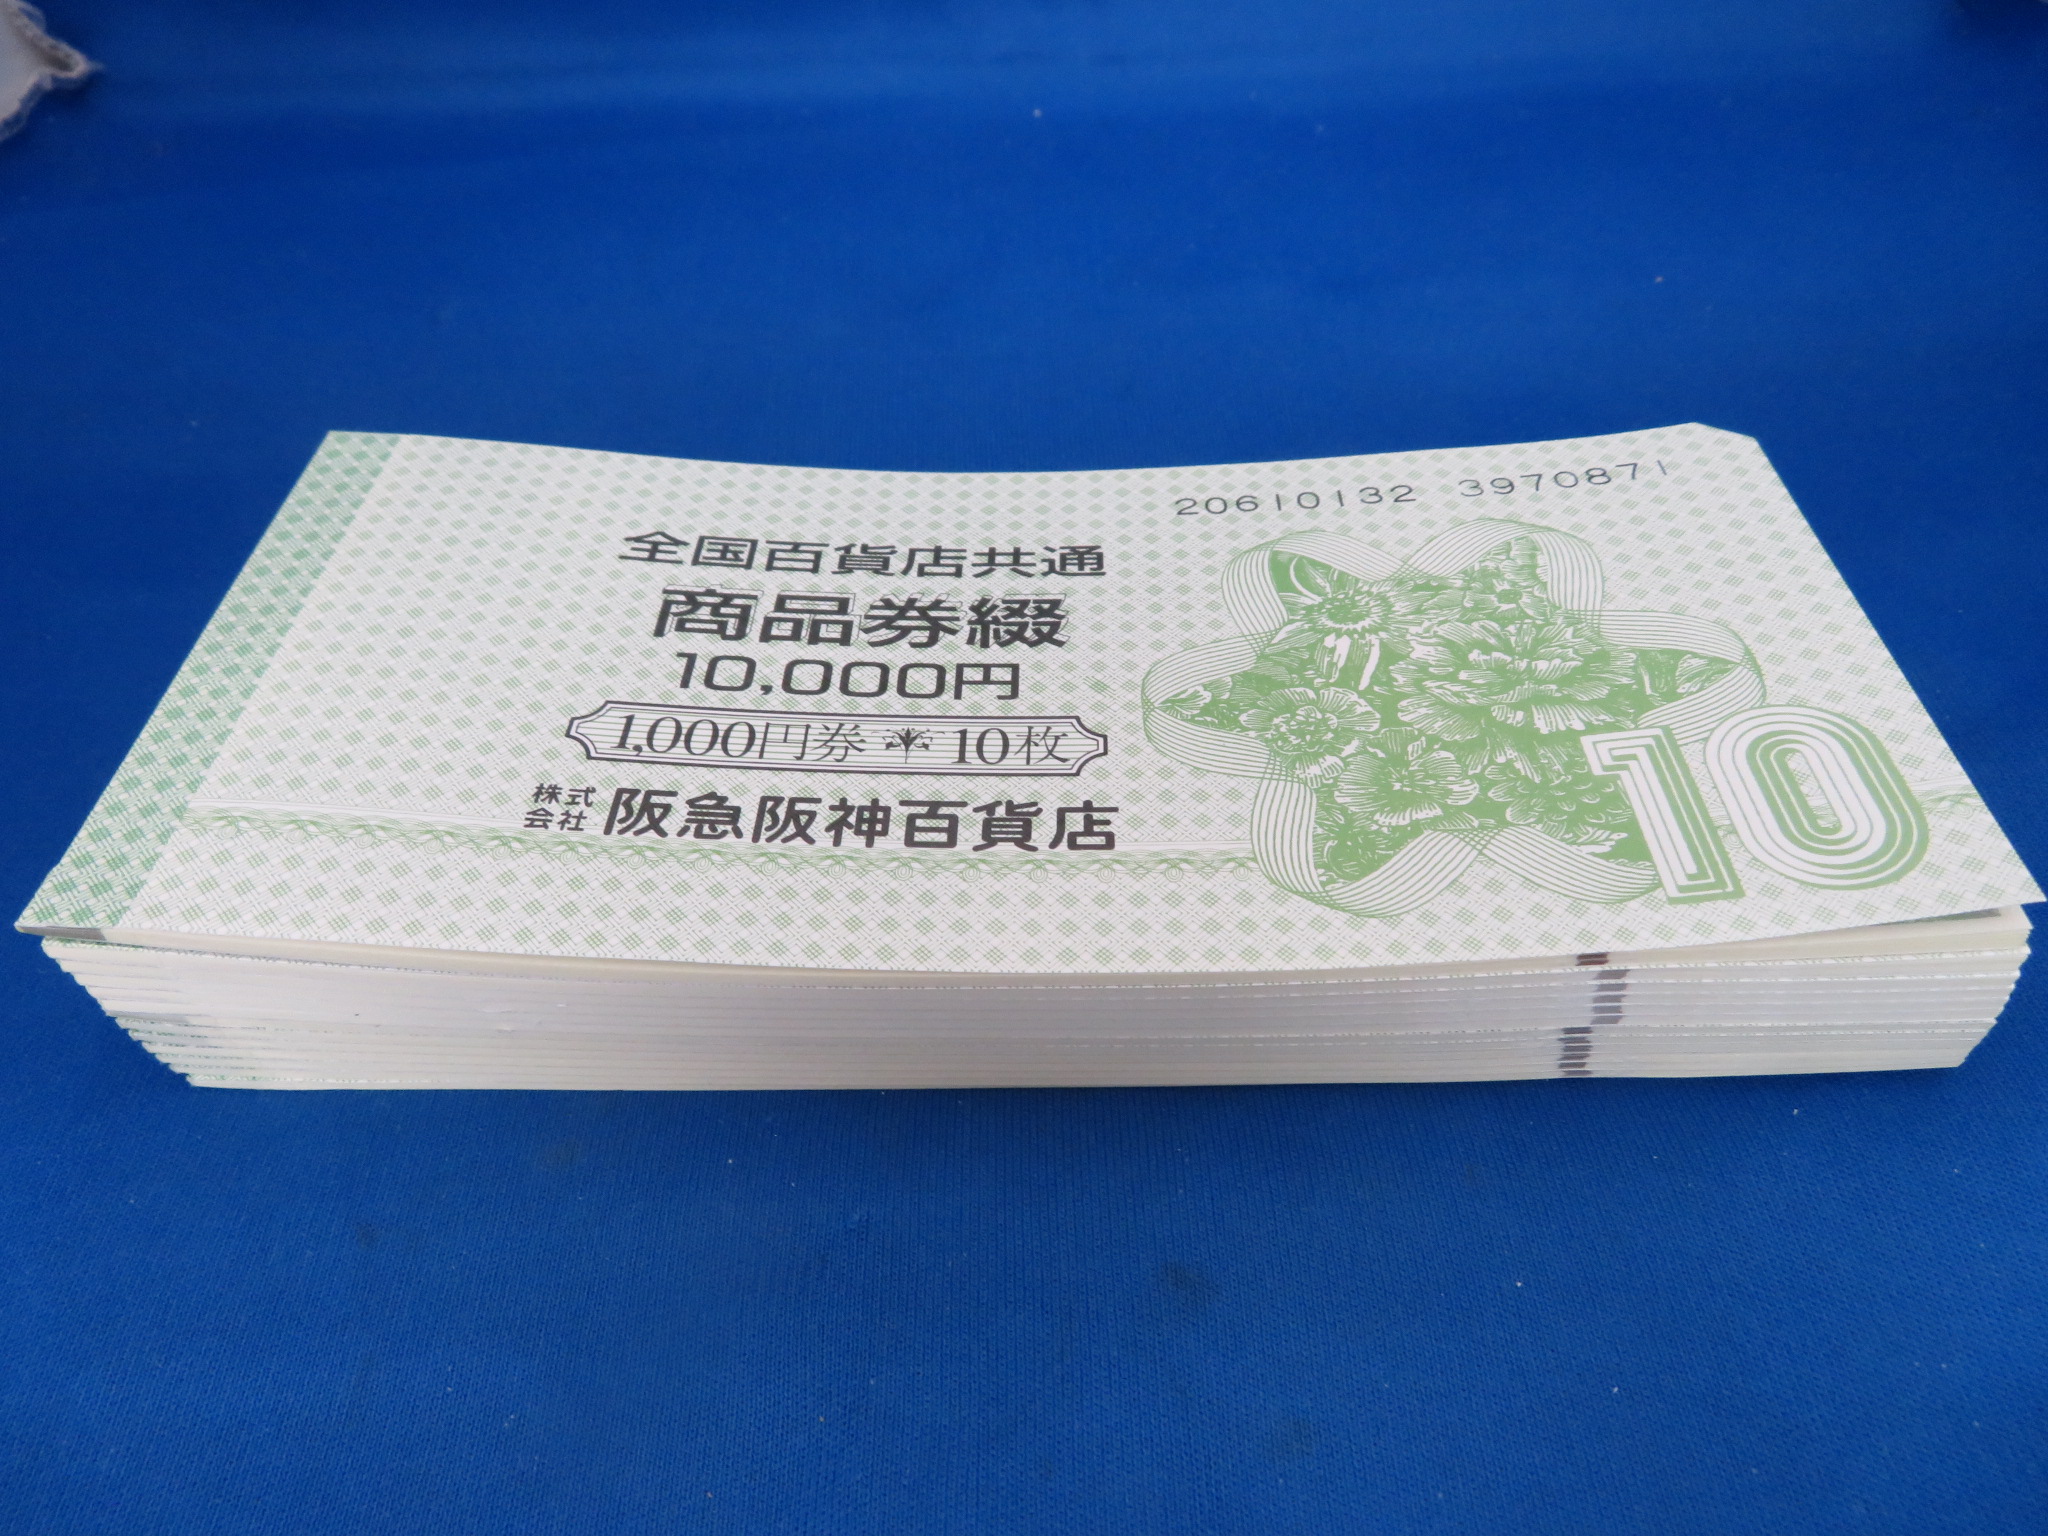 20610132 3970871
全国百貨店共通
商品券綴
10,000円
1,000円券 10枚
株式会社 阪急阪神百貨店
10